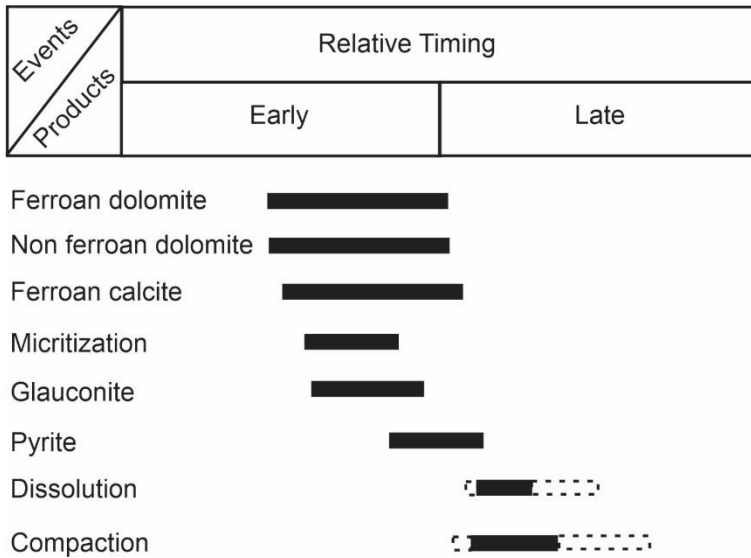 Events
Products
Relative Timing
Early
Late
Ferroan dolomite
Non ferroan dolomite
Ferroan calcite
Micritization
Glauconite
Pyrite
Dissolution
Compaction